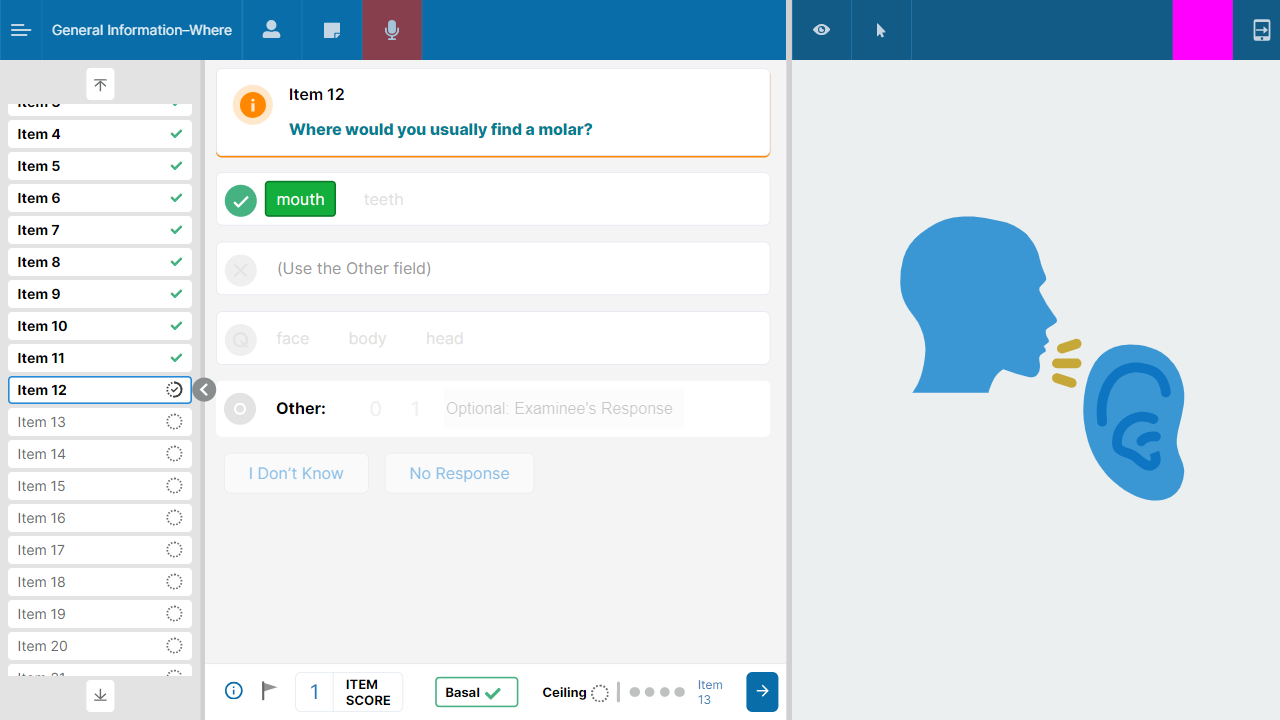 General Information–Where
Item 4
Item 5
Item 6
Item 7
Item 8
Item 9
Item 10
Item 11
Item 12
Item 13
Item 14
Item 15
Item 16
Item 17
Item 18
Item 19
Item 20
Item 12
Where would you usually find a molar?
mouth teeth
(Use the Other field)
Q face body head
Other: 0 1 Optional: Examinee's Response
I Don't Know No Response
1 ITEM SCORE
Basal
Ceiling
Item 13